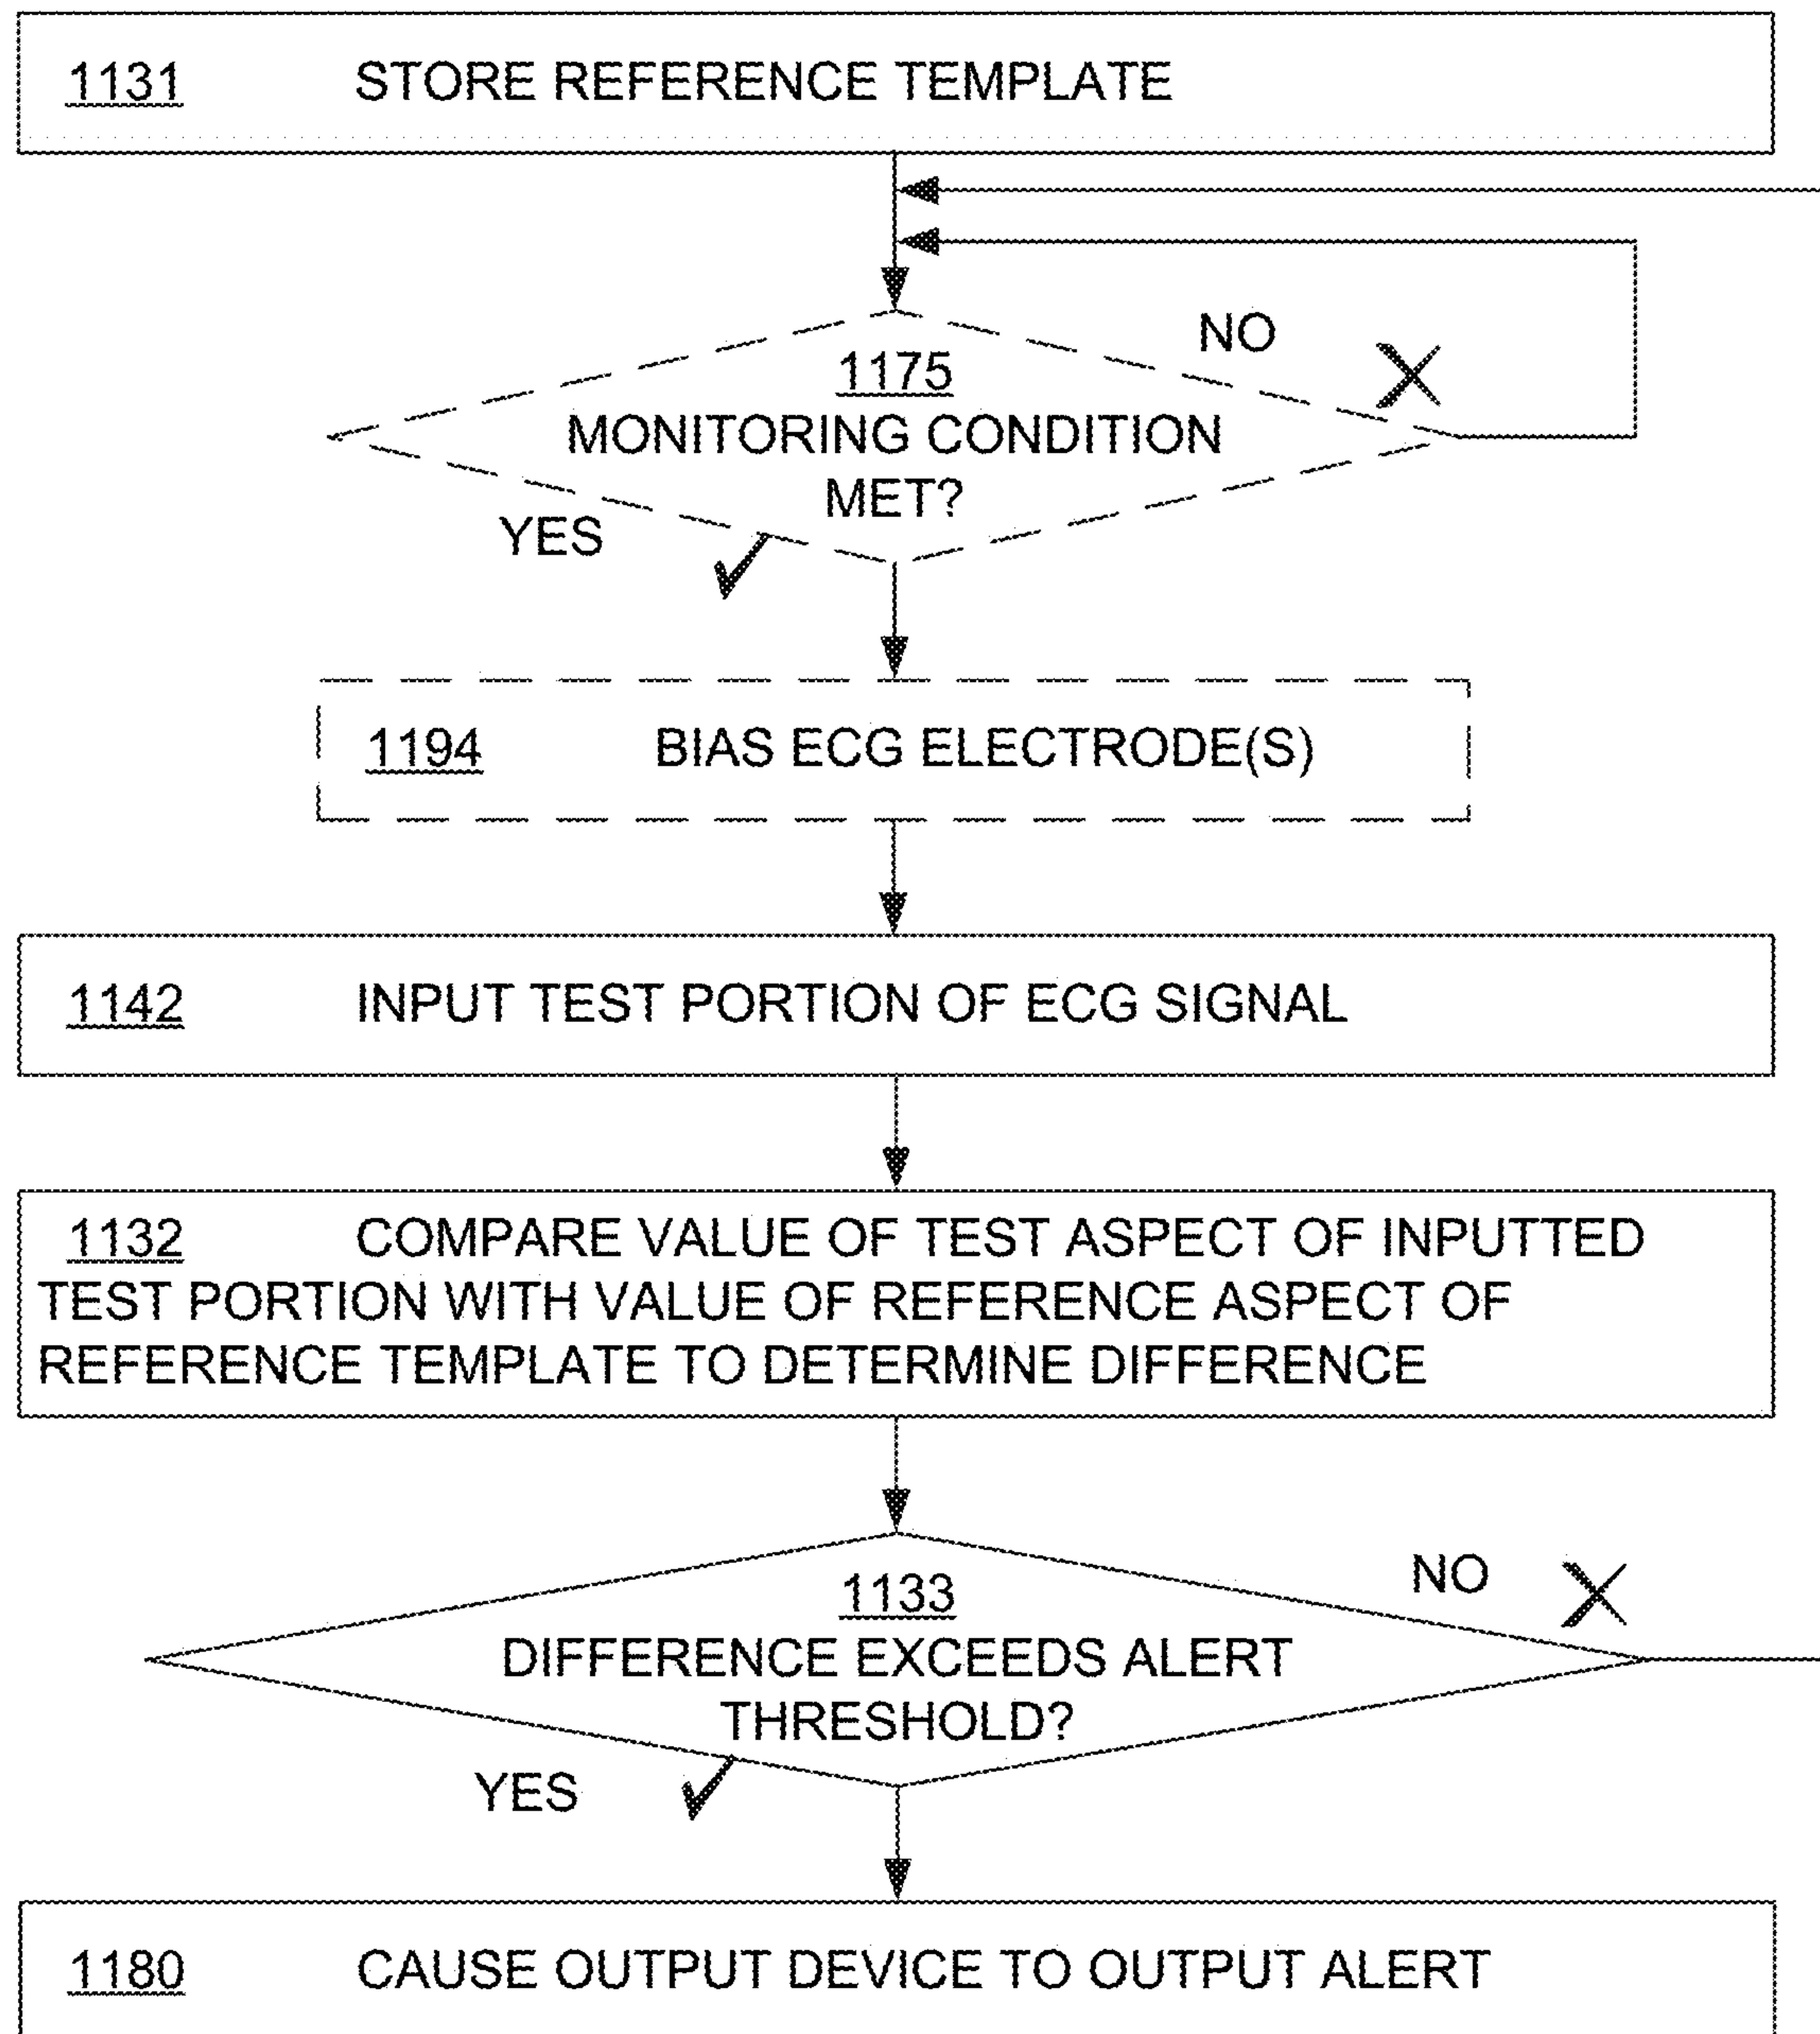 1131 STORE REFERENCE TEMPLATE
NO
1175
MONITORING CONDITION
MET?
YES
1194 BIAS ECG ELECTRODE(S)
1142 INPUT TEST PORTION OF ECG SIGNAL
1132 COMPARE VALUE OF TEST ASPECT OF INPUTTED
TEST PORTION WITH VALUE OF REFERENCE ASPECT OF
REFERENCE TEMPLATE TO DETERMINE DIFFERENCE
NO
1133
DIFFERENCE EXCEEDS ALERT
THRESHOLD?
YES
1180 CAUSE OUTPUT DEVICE TO OUTPUT ALERT